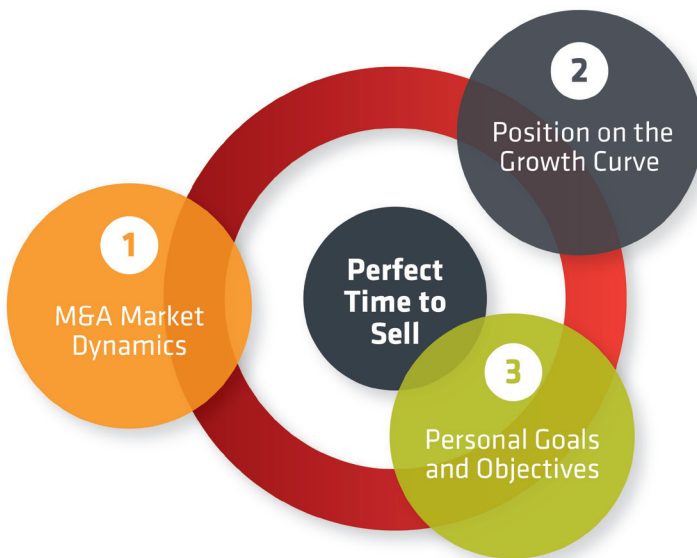 1
M&A Market
Dynamics
2
Position on the
Growth Curve
Perfect
Time to
Sell
3
Personal Goals
and Objectives